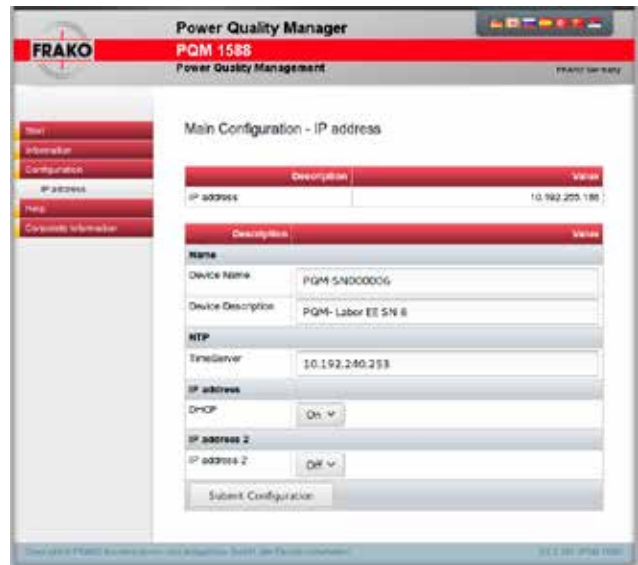 Power Quality Manager
FRAKO
PQM 1588
Power Quality Management
FRAKO Germany
Start
Information
Configuration
IP address
Help
Corporate Information
Main Configuration - IP address
Description Value
IP address 10.192.205.186
Description Value
Name
Device Name PQM-SN000006
Device Description PQM- Labor EE SN 6
NTP
TimeServer 10.192.240.253
IP address
DHCP On
IP address 2
IP address 2 Off
Submit Configuration